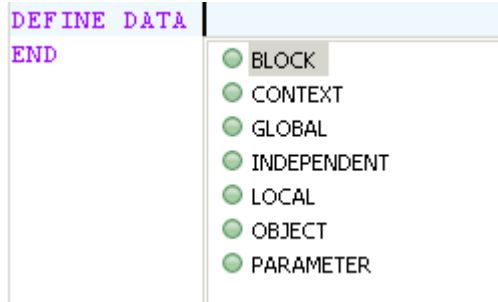 DEFINE DATA
END
BLOCK
CONTEXT
GLOBAL
INDEPENDENT
LOCAL
OBJECT
PARAMETER